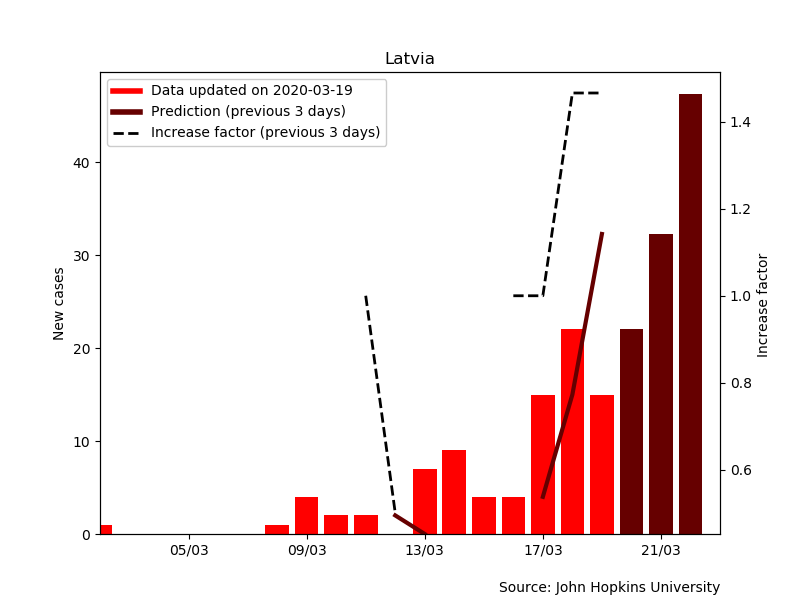 Latvia
Data updated on 2020-03-19
Prediction (previous 3 days)
Increase factor (previous 3 days)
New cases
0
10
20
30
40
0.6
0.8
1.0
1.2
1.4
Increase factor
05/03
09/03
13/03
17/03
21/03
Source: John Hopkins University